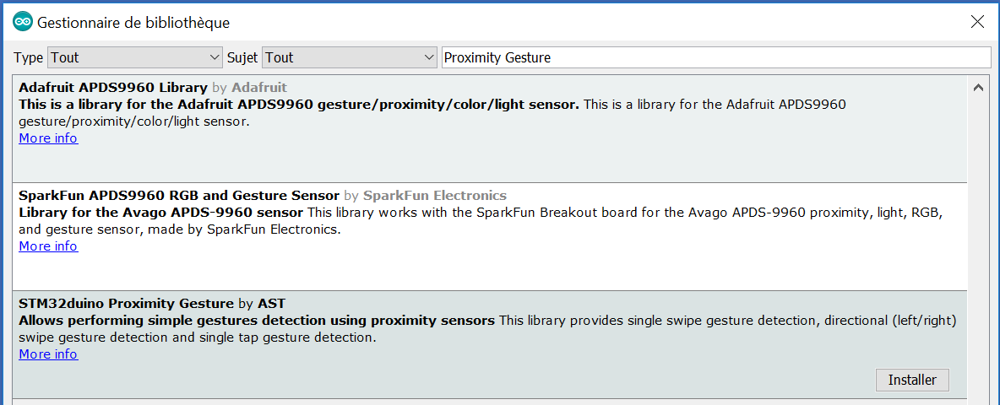 Gestionnaire de bibliothèque
Type Tout Sujet Tout Proximity Gesture
Adafruit APDS9960 Library by Adafruit
This is a library for the Adafruit APDS9960 gesture/proximity/color/light sensor. This is a library for the Adafruit APDS9960
gesture/proximity/color/light sensor.
More info
SparkFun APDS9960 RGB and Gesture Sensor by SparkFun Electronics
Library for the Avago APDS-9960 sensor This library works with the SparkFun Breakout board for the Avago APDS-9960 proximity, light, RGB,
and gesture sensor, made by SparkFun Electronics.
More info
STM32duino Proximity Gesture by AST
Allows performing simple gestures detection using proximity sensors This library provides single swipe gesture detection, directional (left/right)
swipe gesture detection and single tap gesture detection.
More info
Installer